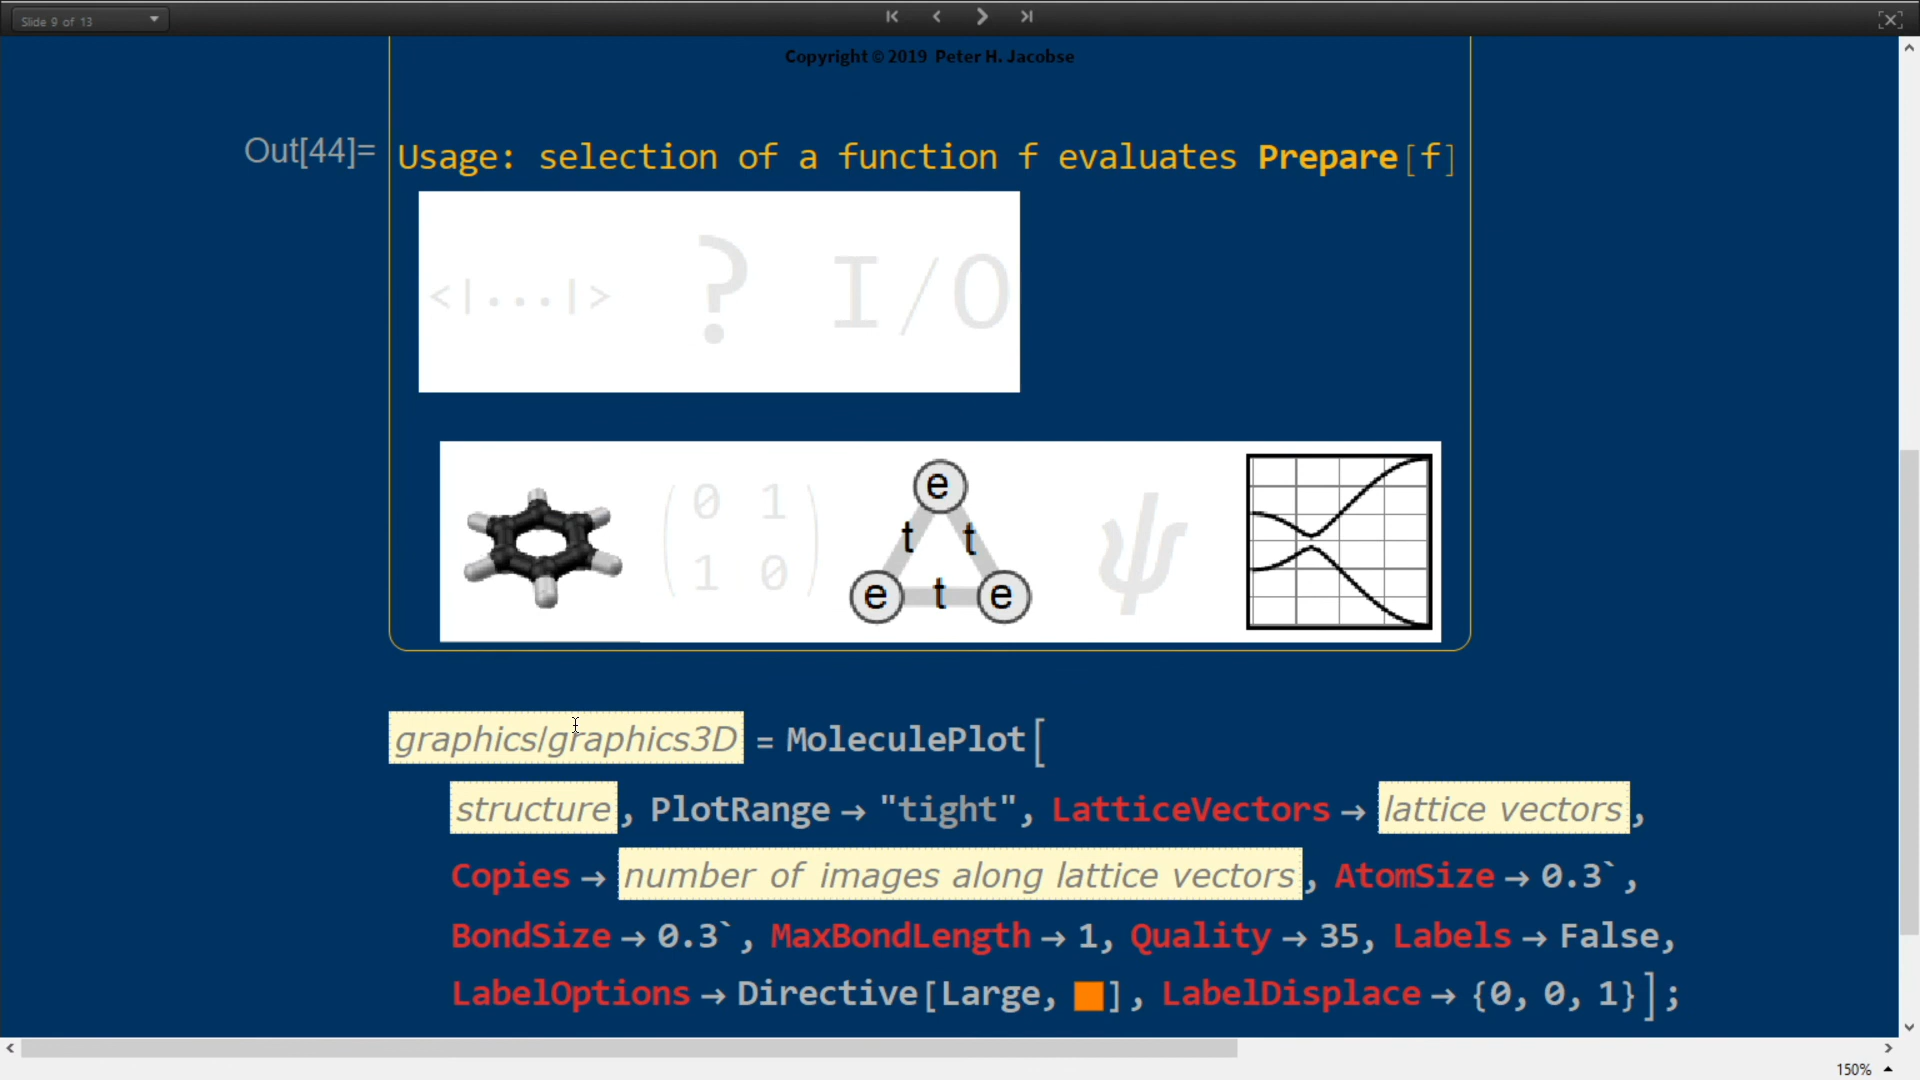 Slide 9 of 13
Copyright © 2019 Peter H. Jacobse
Out[44]=
Usage: selection of a function f evaluates Prepare[f]
<|...|> ? I/O
e
t t
e t e
0 1
1 0
ψ
graphics/graphics3D = MoleculePlot[
structure, PlotRange → "tight", LatticeVectors → lattice vectors,
Copies → number of images along lattice vectors, AtomSize → 0.3`,
BondSize → 0.3`, MaxBondLength → 1, Quality → 35, Labels → False,
LabelOptions → Directive[Large, ], LabelDisplace → {0, 0, 1}];
150%